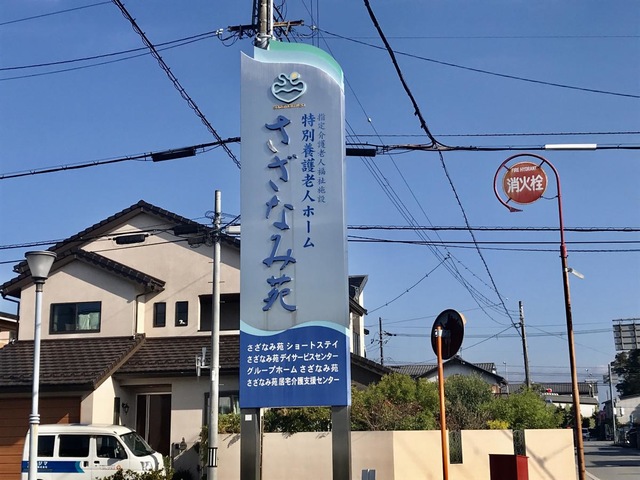 指定介護老人福祉施設
特別養護老人ホーム
さざなみ苑
さざなみ苑 ショートステイ
さざなみ苑 デイサービスセンター
グループホーム さざなみ苑
さざなみ苑 居宅介護支援センター
FIRE HYDRANT
消火栓